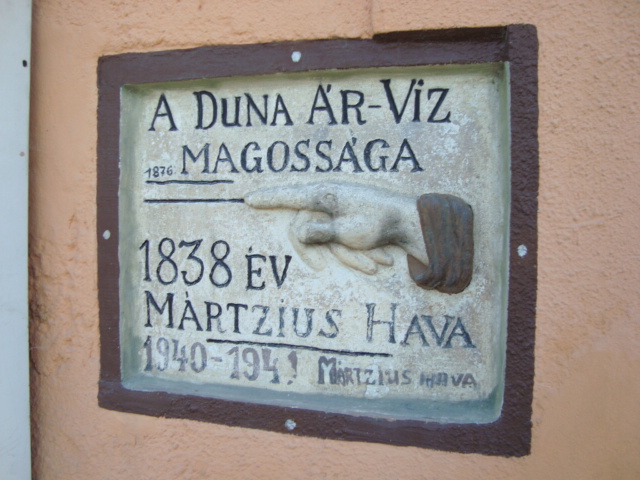 A DUNA ÁR-VIZ
1876 MAGOSSÁGA
1838 ÉV
MÀRTZIUS HAVA
1940-1941 MÁRTZIUS HAVA